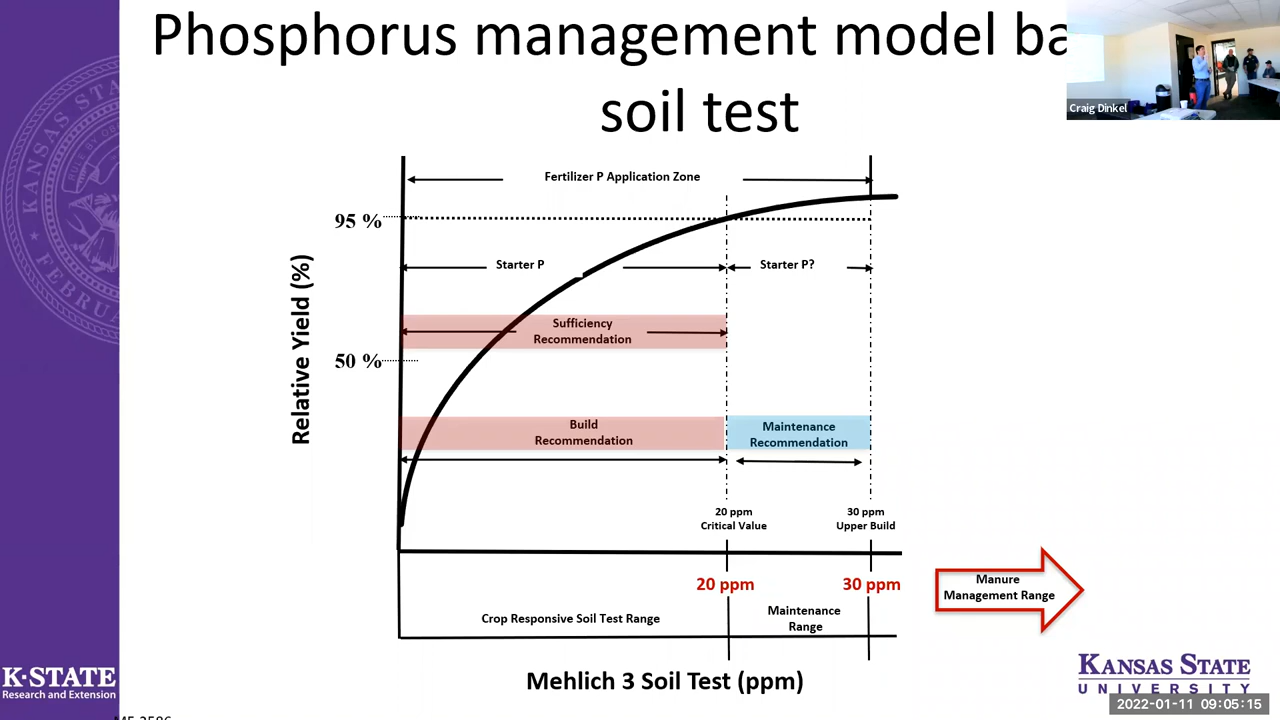 Phosphorus management model ba
soil test
Craig Dinkel
Fertilizer P Application Zone
95 %
Starter P
Starter P?
Sufficiency
Recommendation
50 %
Relative Yield (%)
Build
Recommendation
Maintenance
Recommendation
20 ppm
Critical Value
30 ppm
Upper Build
20 ppm
30 ppm
Manure
Management Range
Crop Responsive Soil Test Range
Maintenance
Range
Mehlich 3 Soil Test (ppm)
K-STATE
Research and Extension
KANSAS STATE
UNIVERSITY
2022-01-11 09:05:15